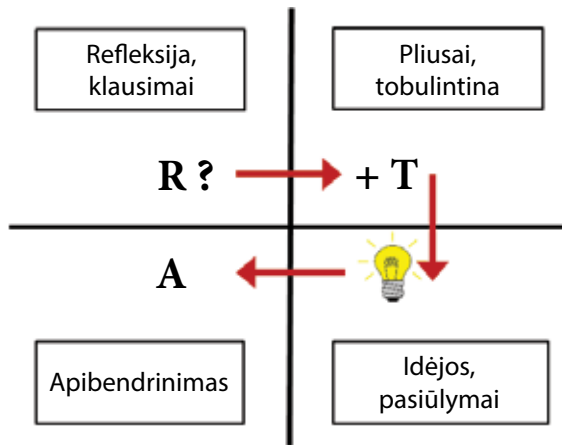 Refleksija,
klausimai
Pliusai,
tobulintina
R ?
+ T
A
Apibendrinimas
Idėjos,
pasiūlymai